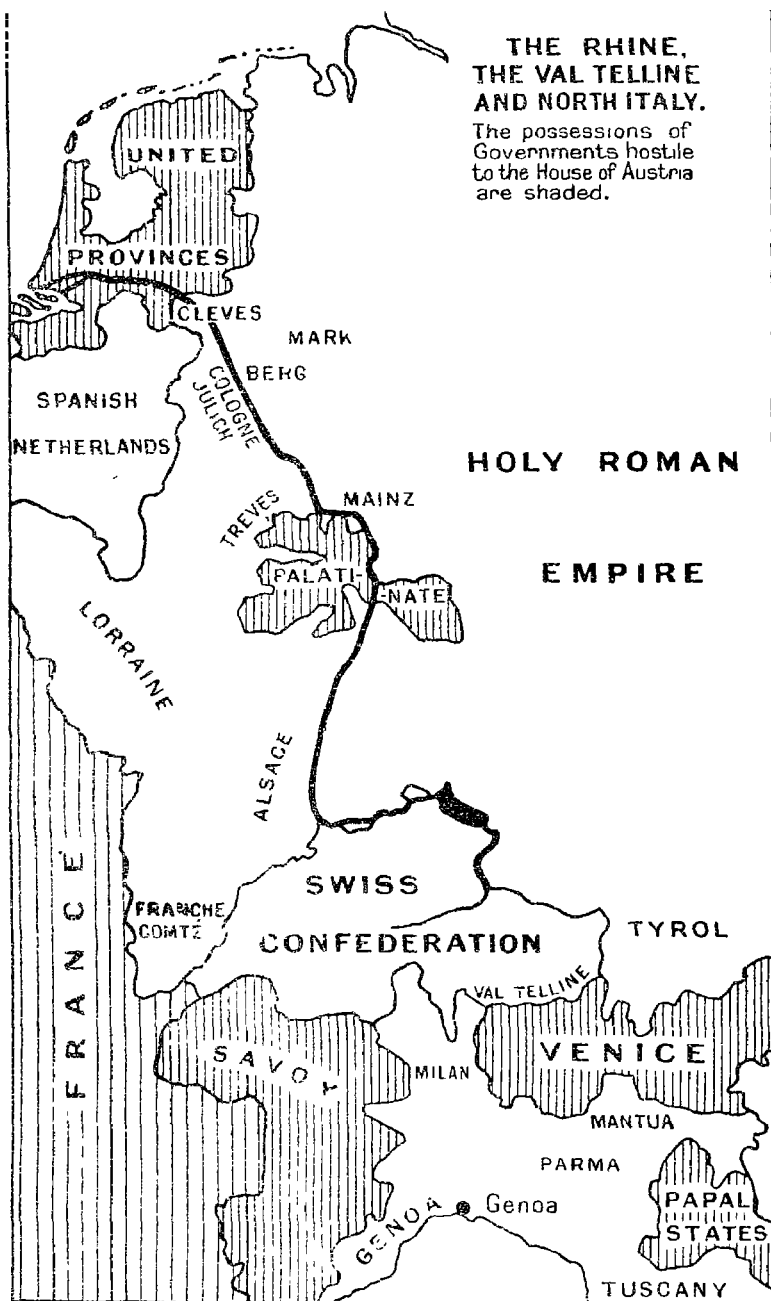 THE RHINE,
THE VAL TELLINE
AND NORTH ITALY.
The possessions of
Governments hostile
to the House of Austria
are shaded.
UNITED
PROVINCES
CLEVES
MARK
BERG
COLOGNE
JULICH
SPANISH
NETHERLANDS
HOLY ROMAN
EMPIRE
MAINZ
TREVES
PALATI-
-NATE
LORRAINE
ALSACE
FRANCE
FRANCHE
COMTÉ
SWISS
CONFEDERATION
TYROL
VAL TELLINE
SAVOY
MILAN
VENICE
MANTUA
PARMA
PAPAL
STATES
GENOA
Genoa
TUSCANY